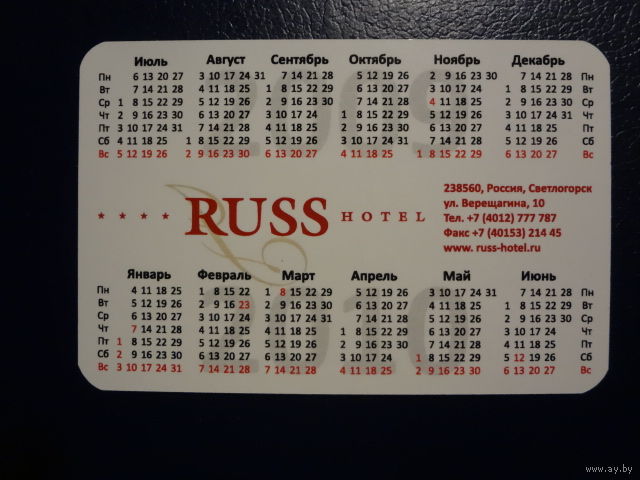 Июль Август Сентябрь Октябрь Ноябрь Декабрь
Пн 6 13 20 27 3 10 17 24 31 7 14 21 28 5 12 19 26 2 9 16 23 30 7 14 21 28 Пн
Вт 7 14 21 28 4 11 18 25 1 8 15 22 29 6 13 20 27 3 10 17 24 1 8 15 22 29 Вт
Ср 1 8 15 22 29 5 12 19 26 2 9 16 23 30 7 14 21 28 4 11 18 25 2 9 16 23 30 Ср
Чт 2 9 16 23 30 6 13 20 27 3 10 17 24 1 8 15 22 29 5 12 19 26 3 10 17 24 31 Чт
Пт 3 10 17 24 31 7 14 21 28 4 11 18 25 2 9 16 23 30 6 13 20 27 4 11 18 25 Пт
Сб 4 11 18 25 1 8 15 22 29 5 12 19 26 3 10 17 24 31 7 14 21 28 5 12 19 26 Сб
Вс 5 12 19 26 2 9 16 23 30 6 13 20 27 4 11 18 25 1 8 15 22 29 6 13 20 27 Вс
2009
RUSS HOTEL
238560, Россия, Светлогорск
ул. Верещагина, 10
Тел. +7 (4012) 777 787
Факс +7 (40153) 214 45
www. russ-hotel.ru
Январь Февраль Март Апрель Май Июнь
Пн 4 11 18 25 1 8 15 22 1 8 15 22 29 5 12 19 26 3 10 17 24 31 7 14 21 28 Пн
Вт 5 12 19 26 2 9 16 23 2 9 16 23 30 6 13 20 27 4 11 18 25 1 8 15 22 29 Вт
Ср 6 13 20 27 3 10 17 24 3 10 17 24 31 7 14 21 28 5 12 19 26 2 9 16 23 30 Ср
Чт 7 14 21 28 4 11 18 25 4 11 18 25 1 8 15 22 29 6 13 20 27 3 10 17 24 Чт
Пт 1 8 15 22 29 5 12 19 26 5 12 19 26 2 9 16 23 30 7 14 21 28 4 11 18 25 Пт
Сб 2 9 16 23 30 6 13 20 27 6 13 20 27 3 10 17 24 1 8 15 22 29 5 12 19 26 Сб
Вс 3 10 17 24 31 7 14 21 28 7 14 21 28 4 11 18 25 2 9 16 23 30 6 13 20 27 Вс
2010
www.ay.by